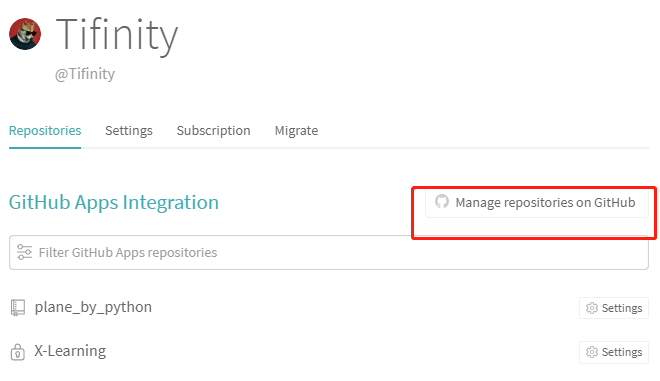 Tifinity
@Tifinity
Repositories Settings Subscription Migrate
GitHub Apps Integration Manage repositories on GitHub
Filter GitHub Apps repositories
plane_by_python Settings
X-Learning Settings